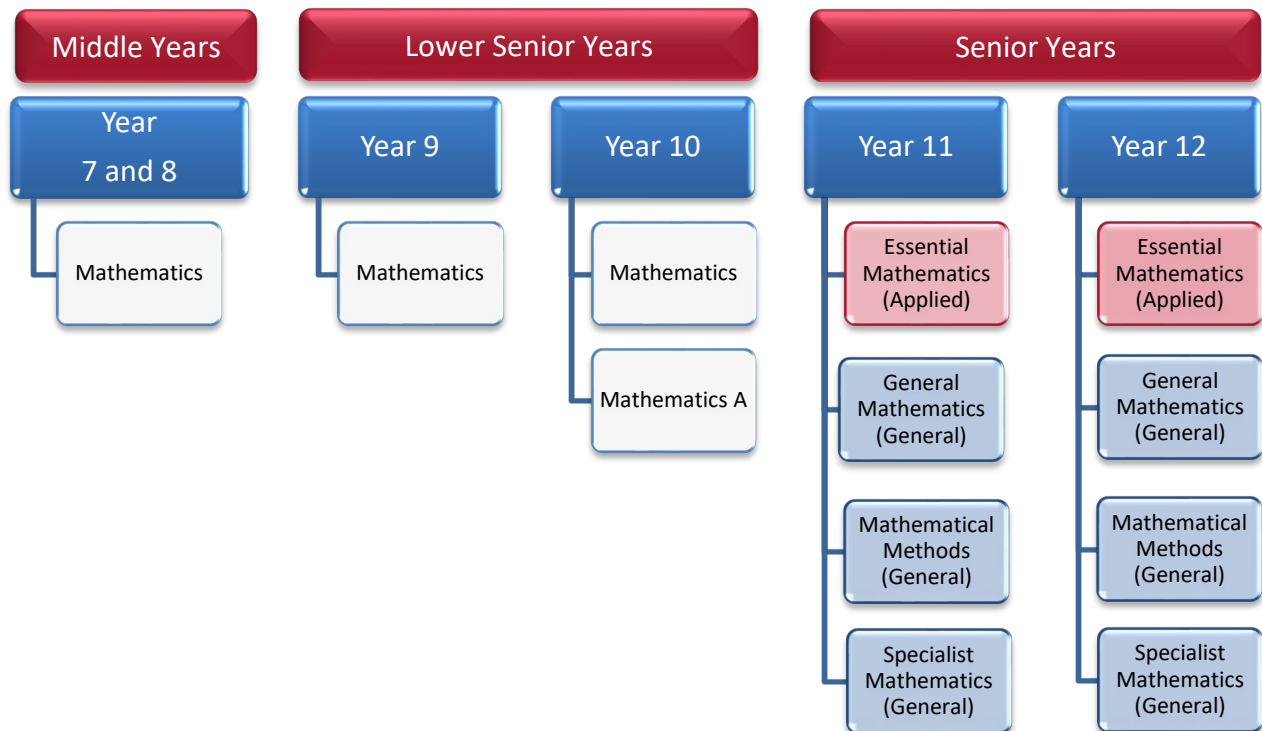 Middle Years
Lower Senior Years
Senior Years
Year
7 and 8
Year 9
Year 10
Year 11
Year 12
Mathematics
Mathematics
Mathematics
Mathematics A
Essential
Mathematics
(Applied)
General
Mathematics
(General)
Mathematical
Methods
(General)
Specialist
Mathematics
(General)
Essential
Mathematics
(Applied)
General
Mathematics
(General)
Mathematical
Methods
(General)
Specialist
Mathematics
(General)